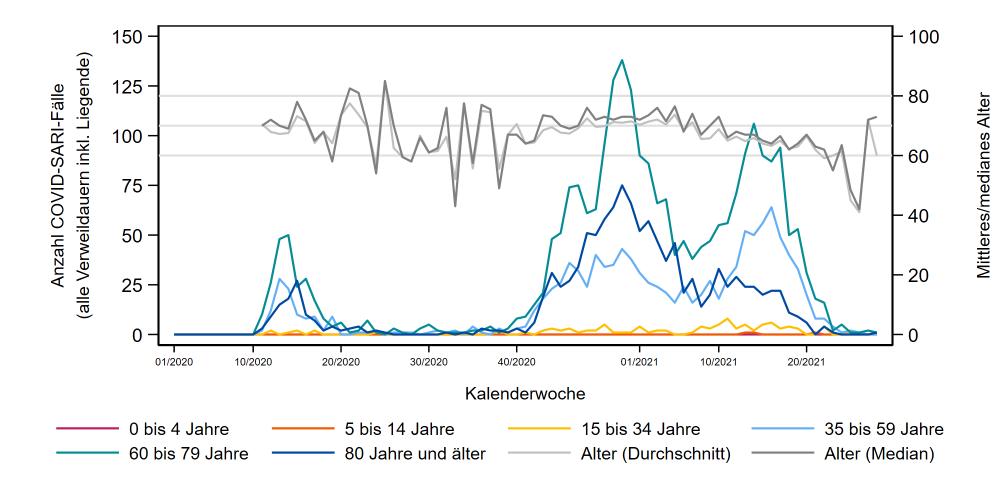 Anzahl COVID-SARI-Fälle
(alle Verweildauern inkl. Liegende)
150
125
100
75
50
25
0
100
80
60
40
20
0
Mittleres/medianes Alter
01/2020 10/2020 20/2020 30/2020 40/2020 01/2021 10/2021 20/2021
Kalenderwoche
0 bis 4 Jahre 5 bis 14 Jahre 15 bis 34 Jahre 35 bis 59 Jahre
60 bis 79 Jahre 80 Jahre und älter Alter (Durchschnitt) Alter (Median)